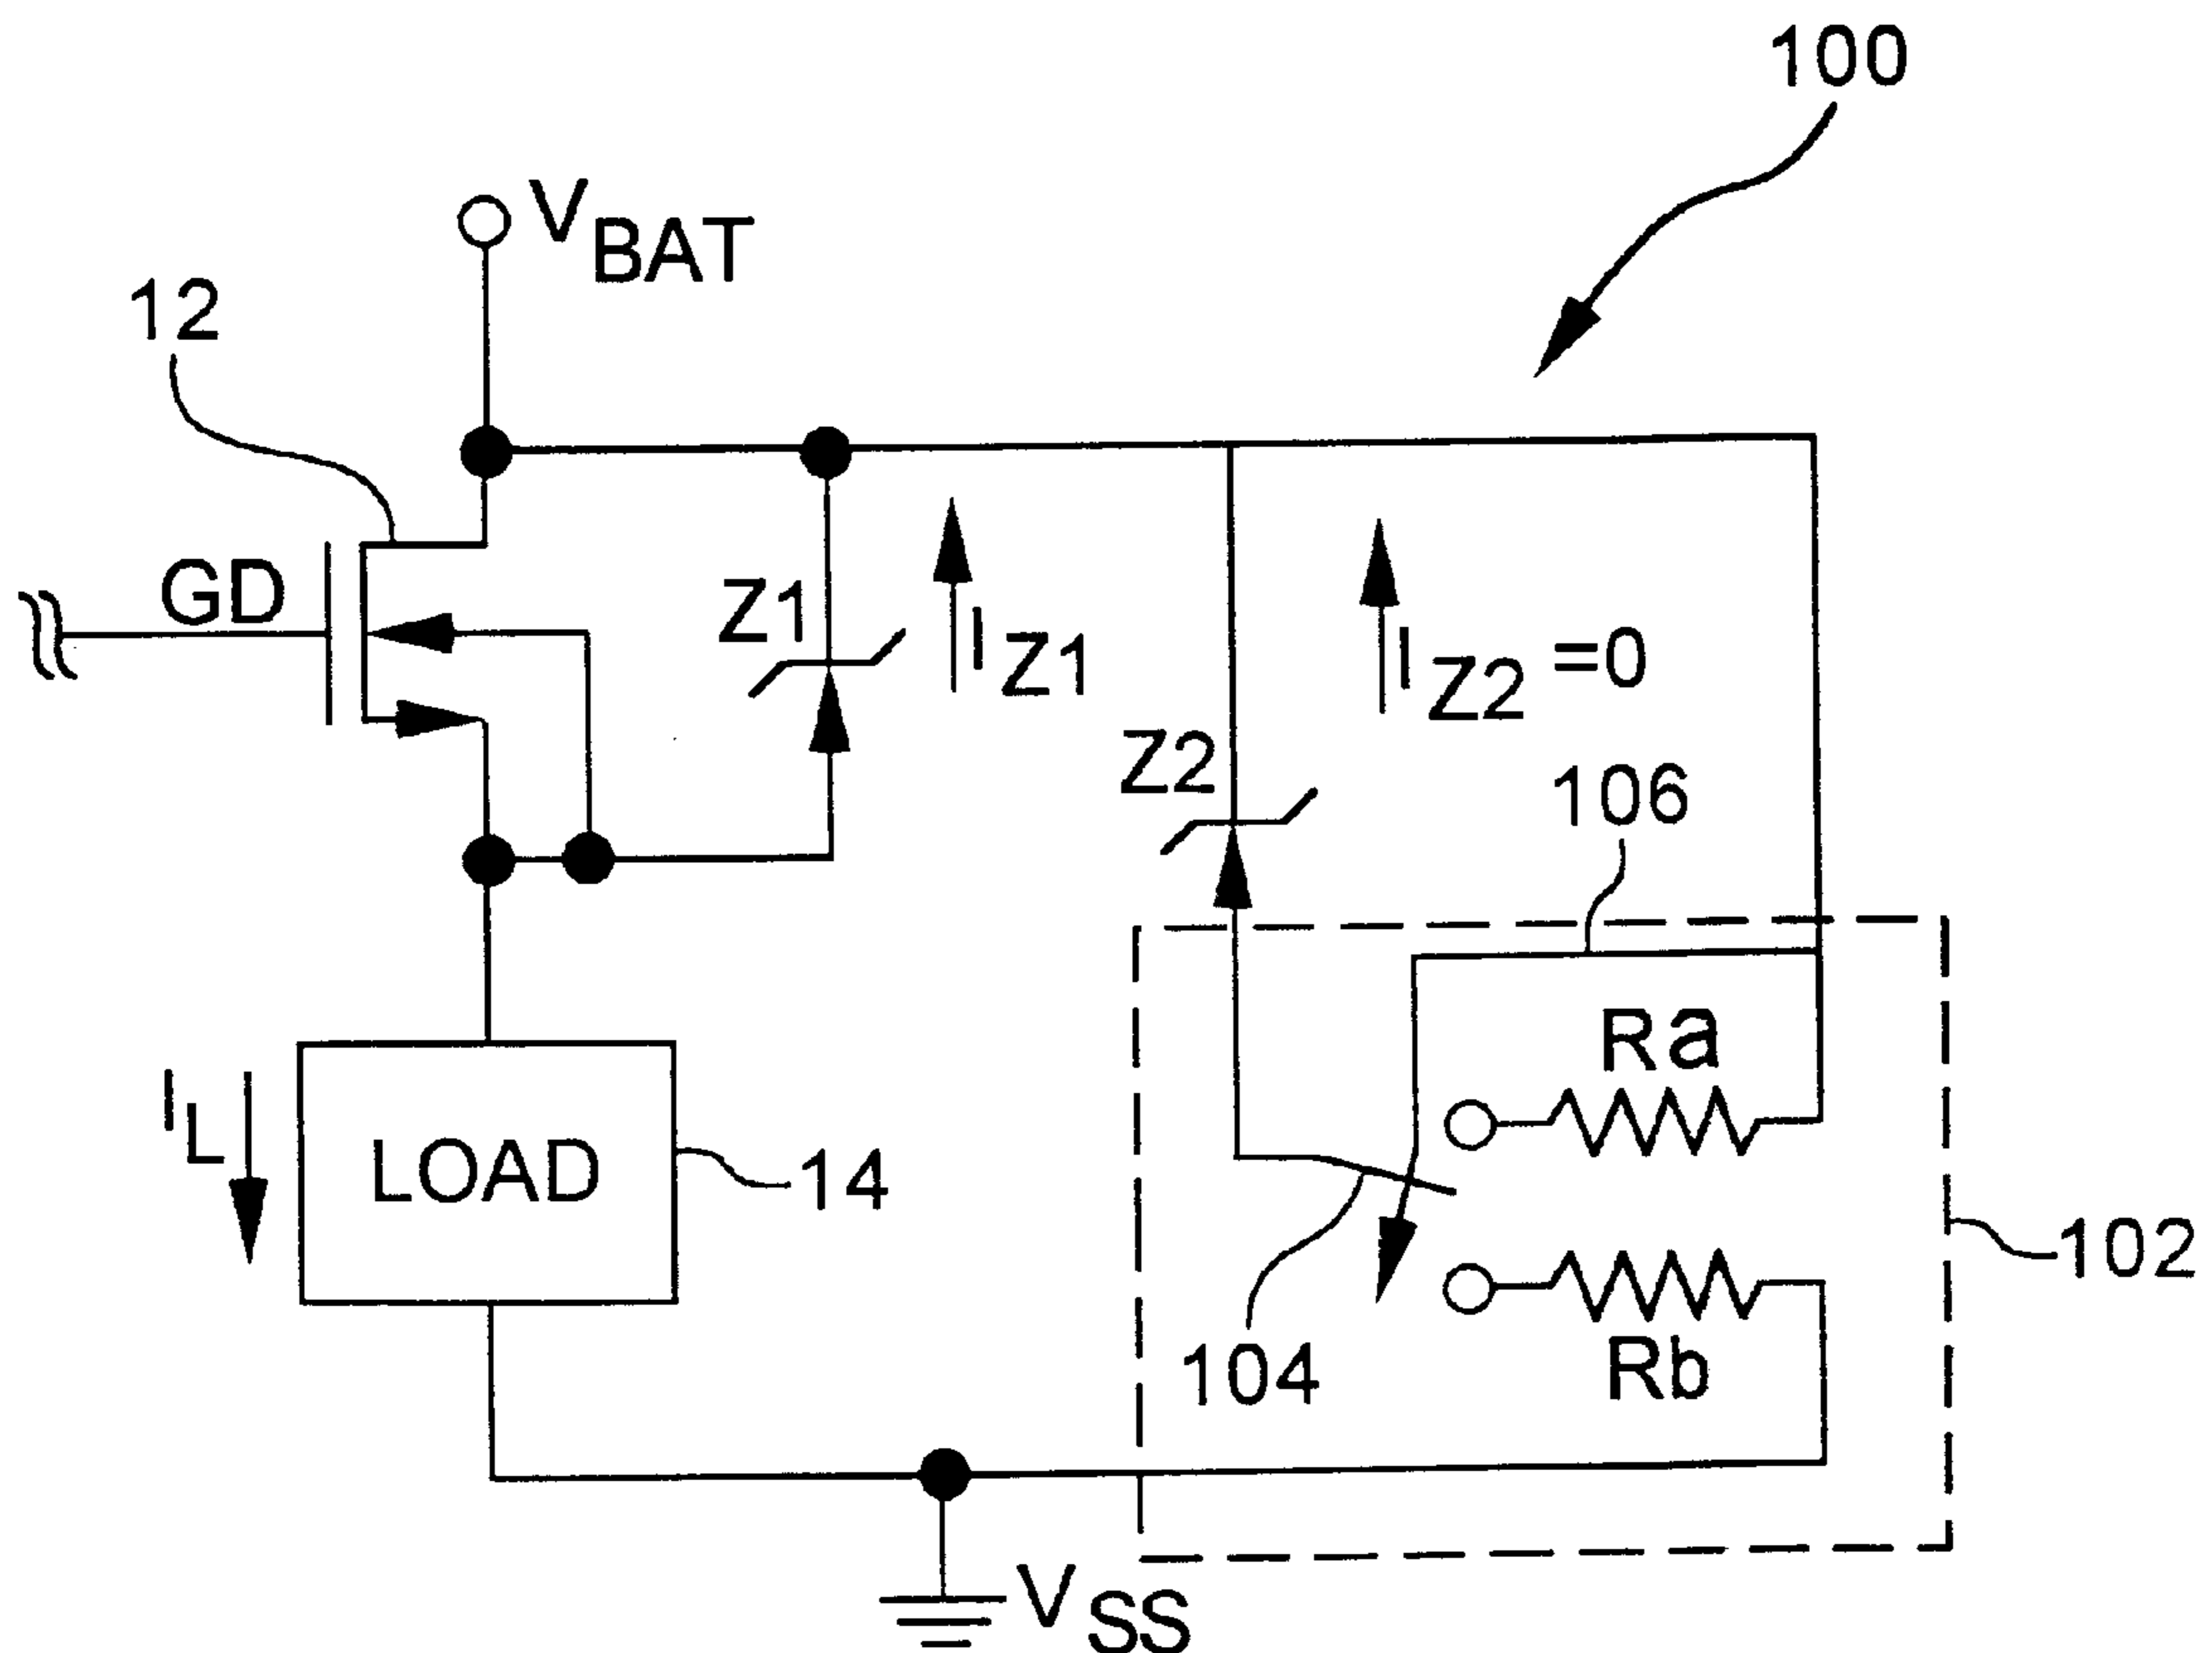 100
VBAT
12
GD
Z1
IZ1
IZ2 =0
Z2
106
Ra
IL
LOAD
14
102
104
Rb
VSS